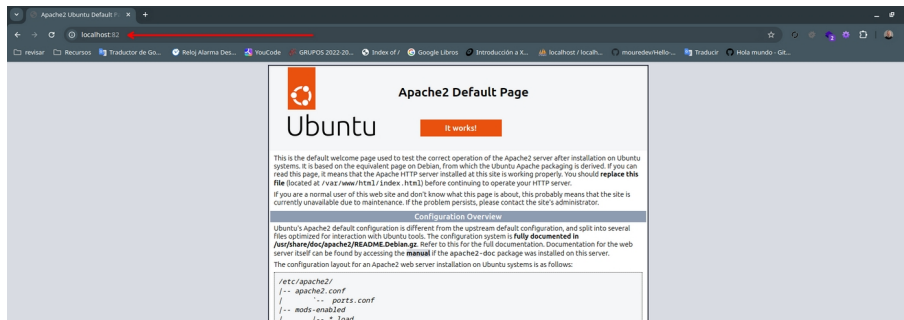 Apache2 Ubuntu Default P
localhost:82
revisar Recursos Traductor de Go... Reloj Alarma Des... YouCode GRUPOS 2022-20... Index of / Google Libros Introducción a X... localhost / localh... mouredev/Hello-... Traducir Hola mundo - Git...
Apache2 Default Page
Ubuntu
It works!
This is the default welcome page used to test the correct operation of the Apache2 server after installation on Ubuntu
systems. It is based on the equivalent page on Debian, from which the Ubuntu Apache packaging is derived. If you can
read this page, it means that the Apache HTTP server installed at this site is working properly. You should replace this
file (located at /var/www/html/index.html) before continuing to operate your HTTP server.
If you are a normal user of this web site and don't know what this page is about, this probably means that the site is
currently unavailable due to maintenance. If the problem persists, please contact the site's administrator.
Configuration Overview
Ubuntu's Apache2 default configuration is different from the upstream default configuration, and split into several
files optimized for interaction with Ubuntu tools. The configuration system is fully documented in
/usr/share/doc/apache2/README.Debian.gz. Refer to this for the full documentation. Documentation for the web
server itself can be found by accessing the manual if the apache2-doc package was installed on this server.
The configuration layout for an Apache2 web server installation on Ubuntu systems is as follows:
/etc/apache2/
|-- apache2.conf
| `-- ports.conf
|-- mods-enabled
| |-- *.load